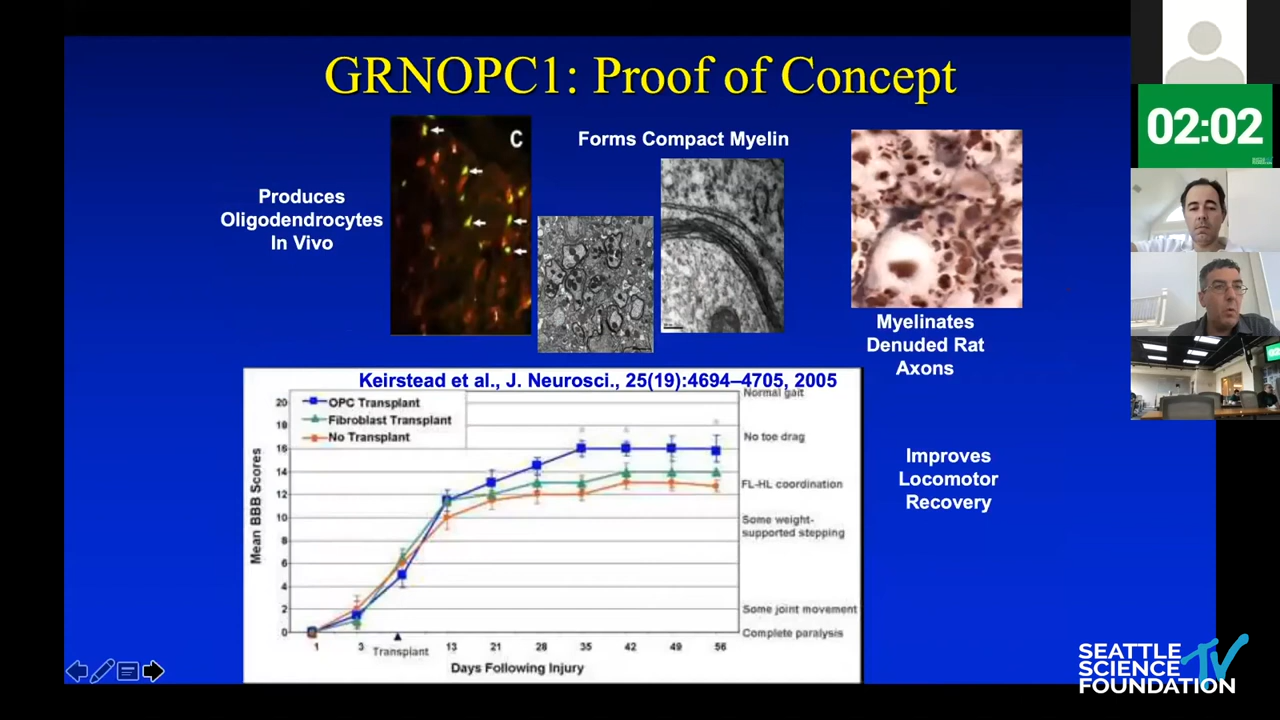 GRNOPC1: Proof of Concept
C
Forms Compact Myelin
Produces
Oligodendrocytes
In Vivo
Myelinates
Denuded Rat
Axons
Keirstead et al., J. Neurosci., 25(19):4694–4705, 2005
OPC Transplant
Fibroblast Transplant
No Transplant
Mean BBB Scores
20
18
16
14
12
10
8
6
4
2
0
Normal gait
No toe drag
FL-HL coordination
Some weight-
supported stepping
Some joint movement
Complete paralysis
1 3 13 21 28 35 42 49 56
Transplant
Days Following Injury
Improves
Locomotor
Recovery
02:02
SEATTLE
SCIENCE TV
FOUNDATION